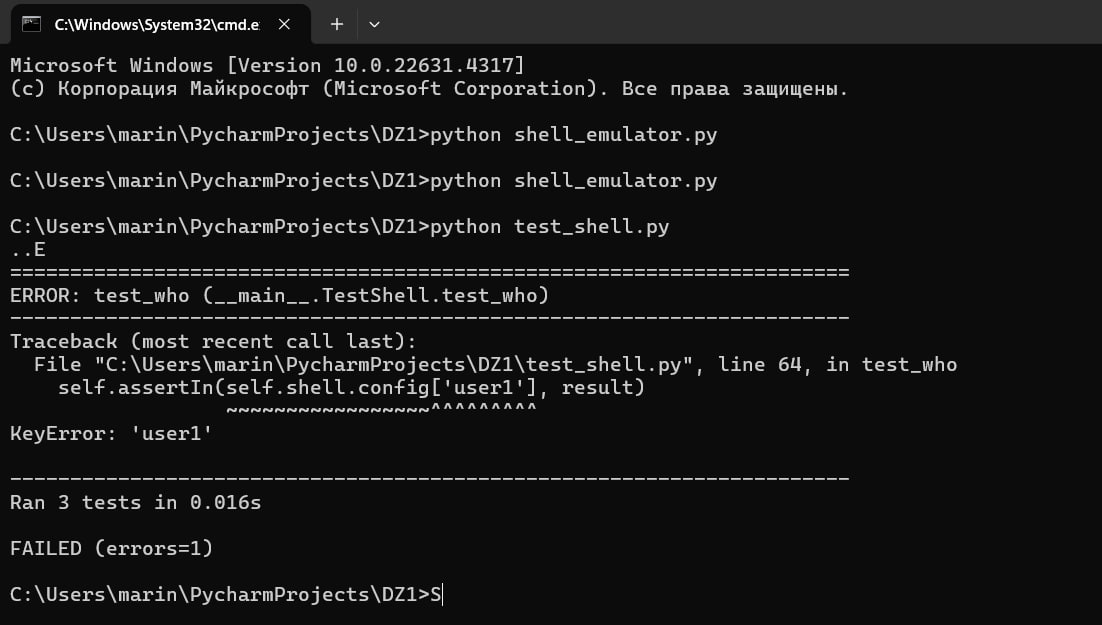 C:\Windows\System32\cmd.e
Microsoft Windows [Version 10.0.22631.4317]
(c) Корпорация Майкрософт (Microsoft Corporation). Все права защищены.
C:\Users\marin\PycharmProjects\DZ1>python shell_emulator.py
C:\Users\marin\PycharmProjects\DZ1>python shell_emulator.py
C:\Users\marin\PycharmProjects\DZ1>python test_shell.py
..E
======================================================================
ERROR: test_who (__main__.TestShell.test_who)
----------------------------------------------------------------------
Traceback (most recent call last):
  File "C:\Users\marin\PycharmProjects\DZ1\test_shell.py", line 64, in test_who
    self.assertIn(self.shell.config['user1'], result)
                  ~~~~~~~~~~~~~~~~~^^^^^^^^^
KeyError: 'user1'
----------------------------------------------------------------------
Ran 3 tests in 0.016s
FAILED (errors=1)
C:\Users\marin\PycharmProjects\DZ1>S